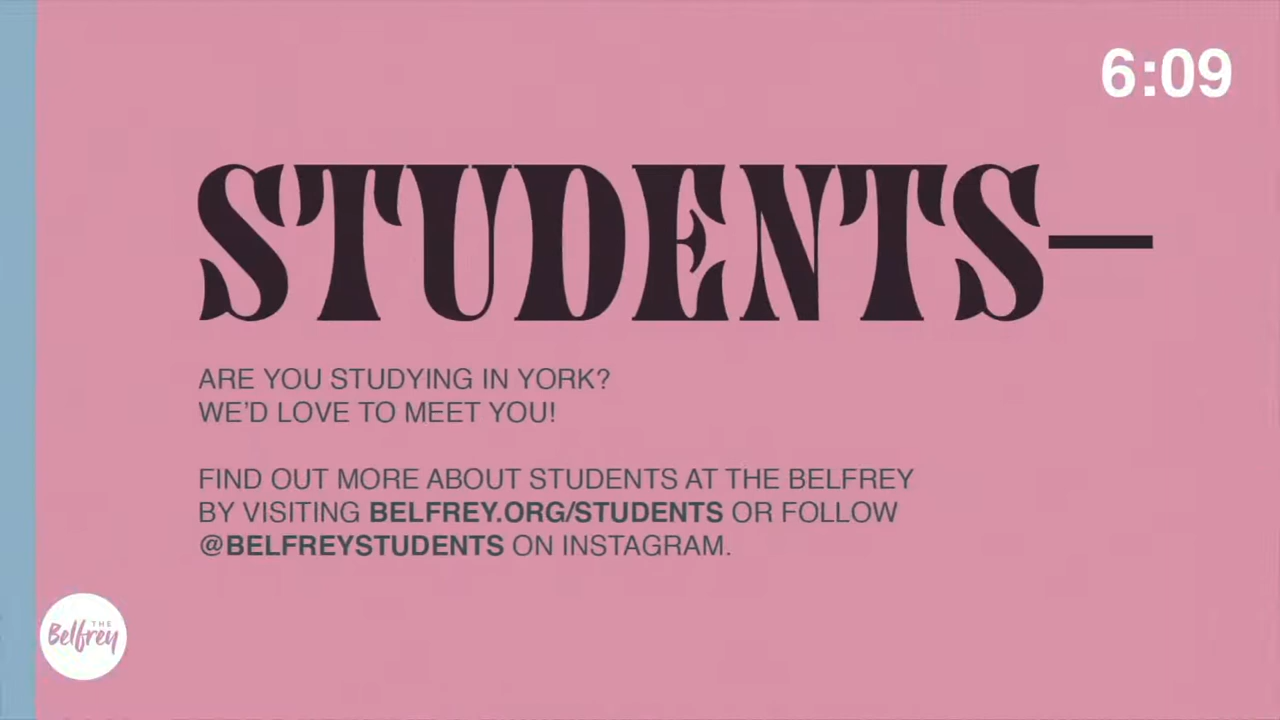 6:09
STUDENTS—
ARE YOU STUDYING IN YORK?
WE'D LOVE TO MEET YOU!
FIND OUT MORE ABOUT STUDENTS AT THE BELFREY
BY VISITING BELFREY.ORG/STUDENTS OR FOLLOW
@BELFREYSTUDENTS ON INSTAGRAM.
THE
Belfrey